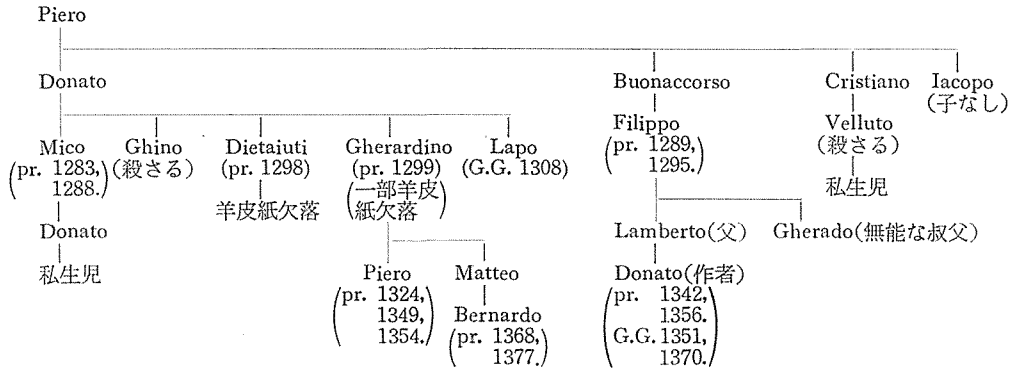 Piero
Donato Buonaccorso Cristiano Iacopo
(子なし)
Mico Ghino Dietaiuti Gherardino Lapo Filippo Velluto
(pr. 1283, 1288.) (殺さる) (pr. 1298) (pr. 1299) (G.G. 1308) (pr. 1289, 1295.) (殺さる)
羊皮紙欠落 (一部羊皮紙欠落) 私生児
Donato Lamberto(父) Gherado(無能な叔父)
私生児 Piero Matteo Donato(作者)
(pr. 1324, 1349, 1354.) Bernardo (pr. 1342, 1356. G.G. 1351, 1370.)
(pr. 1368, 1377.)